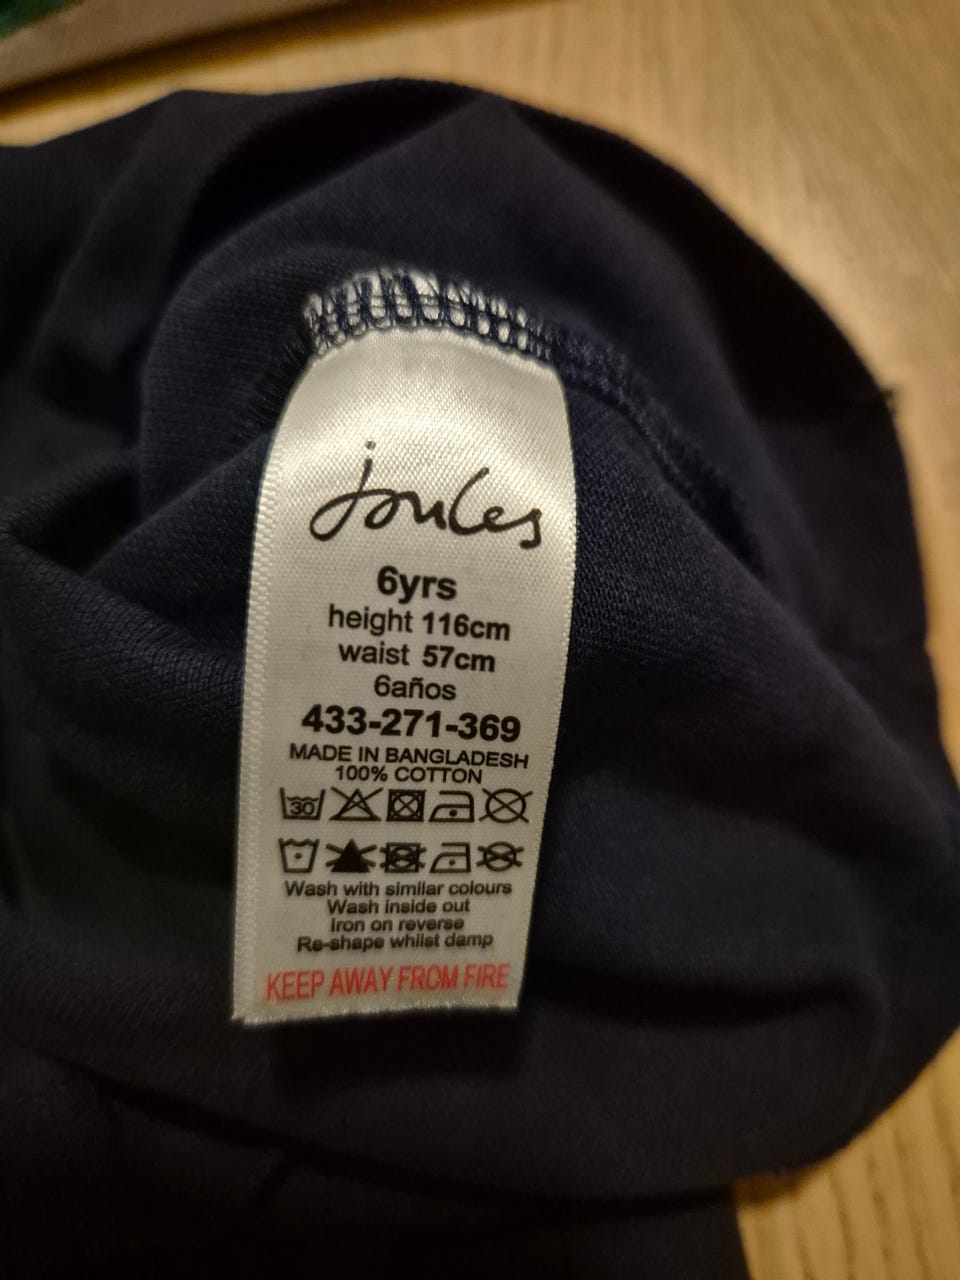 joules
6yrs
height 116cm
waist 57cm
6años
433-271-369
MADE IN BANGLADESH
100% COTTON
30
Wash with similar colours
Wash inside out
Iron on reverse
Re-shape whilst damp
KEEP AWAY FROM FIRE